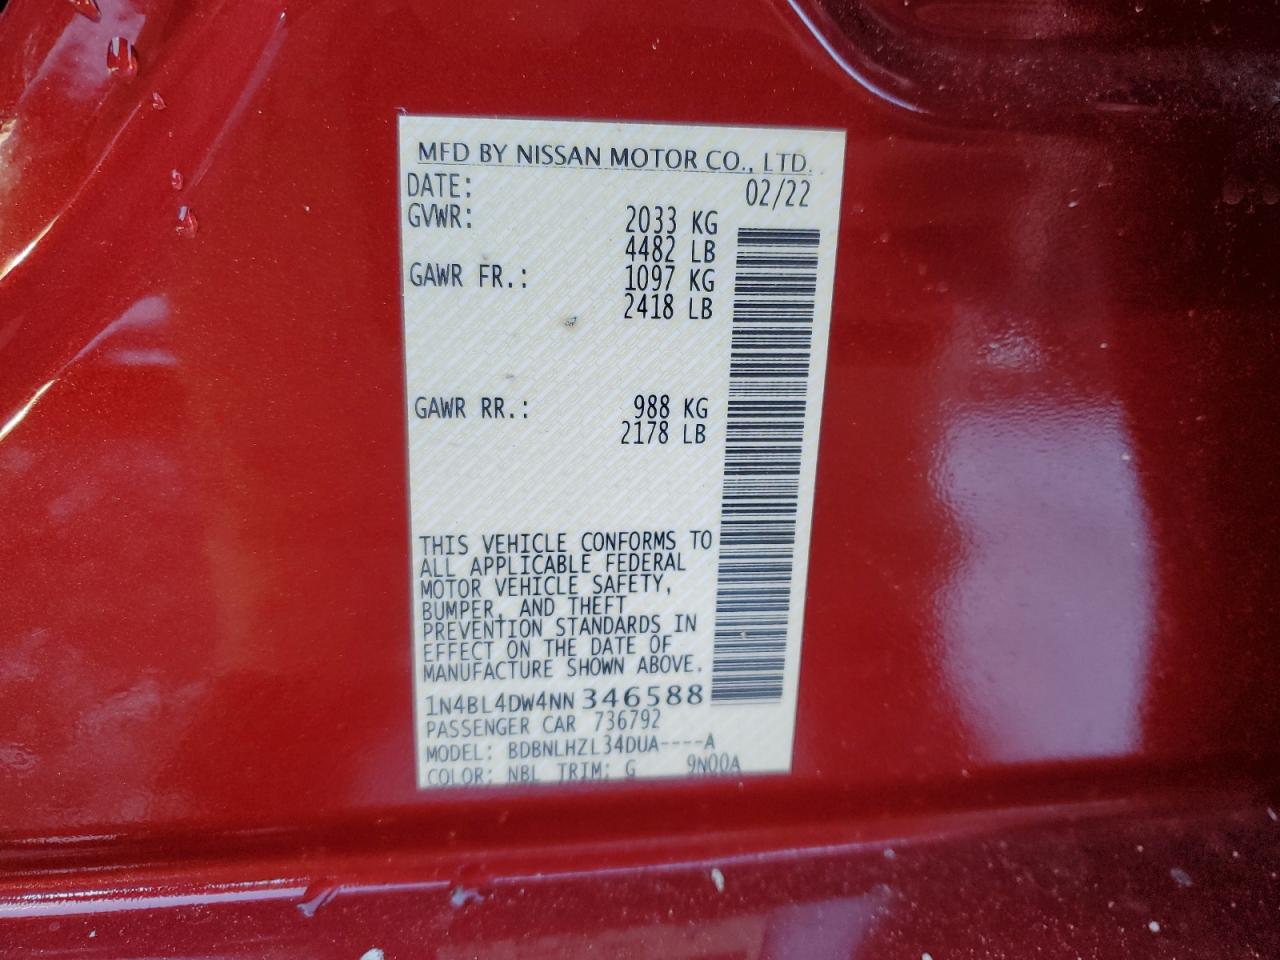 MFD BY NISSAN MOTOR CO., LTD.
DATE: 02/22
GVWR: 2033 KG
4482 LB
GAWR FR.: 1097 KG
2418 LB
GAWR RR.: 988 KG
2178 LB
THIS VEHICLE CONFORMS TO
ALL APPLICABLE FEDERAL
MOTOR VEHICLE SAFETY,
BUMPER, AND THEFT
PREVENTION STANDARDS IN
EFFECT ON THE DATE OF
MANUFACTURE SHOWN ABOVE.
1N4BL4DW4NN346588
PASSENGER CAR 736792
MODEL: BDBNLHZL34DUA----A
COLOR: NBL TRIM: G 9N00A